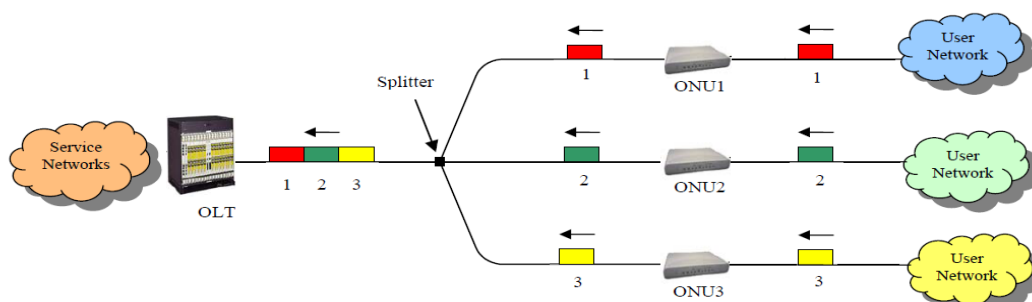 User
Network
1
1
ONU1
Splitter
Service
Networks
OLT
1 2 3
2
ONU2
2
User
Network
3
ONU3
3
User
Network